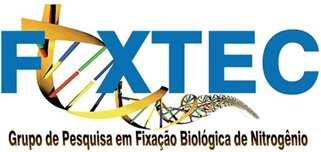 FIXTEC
Grupo de Pesquisa em Fixação Biológica de Nitrogênio